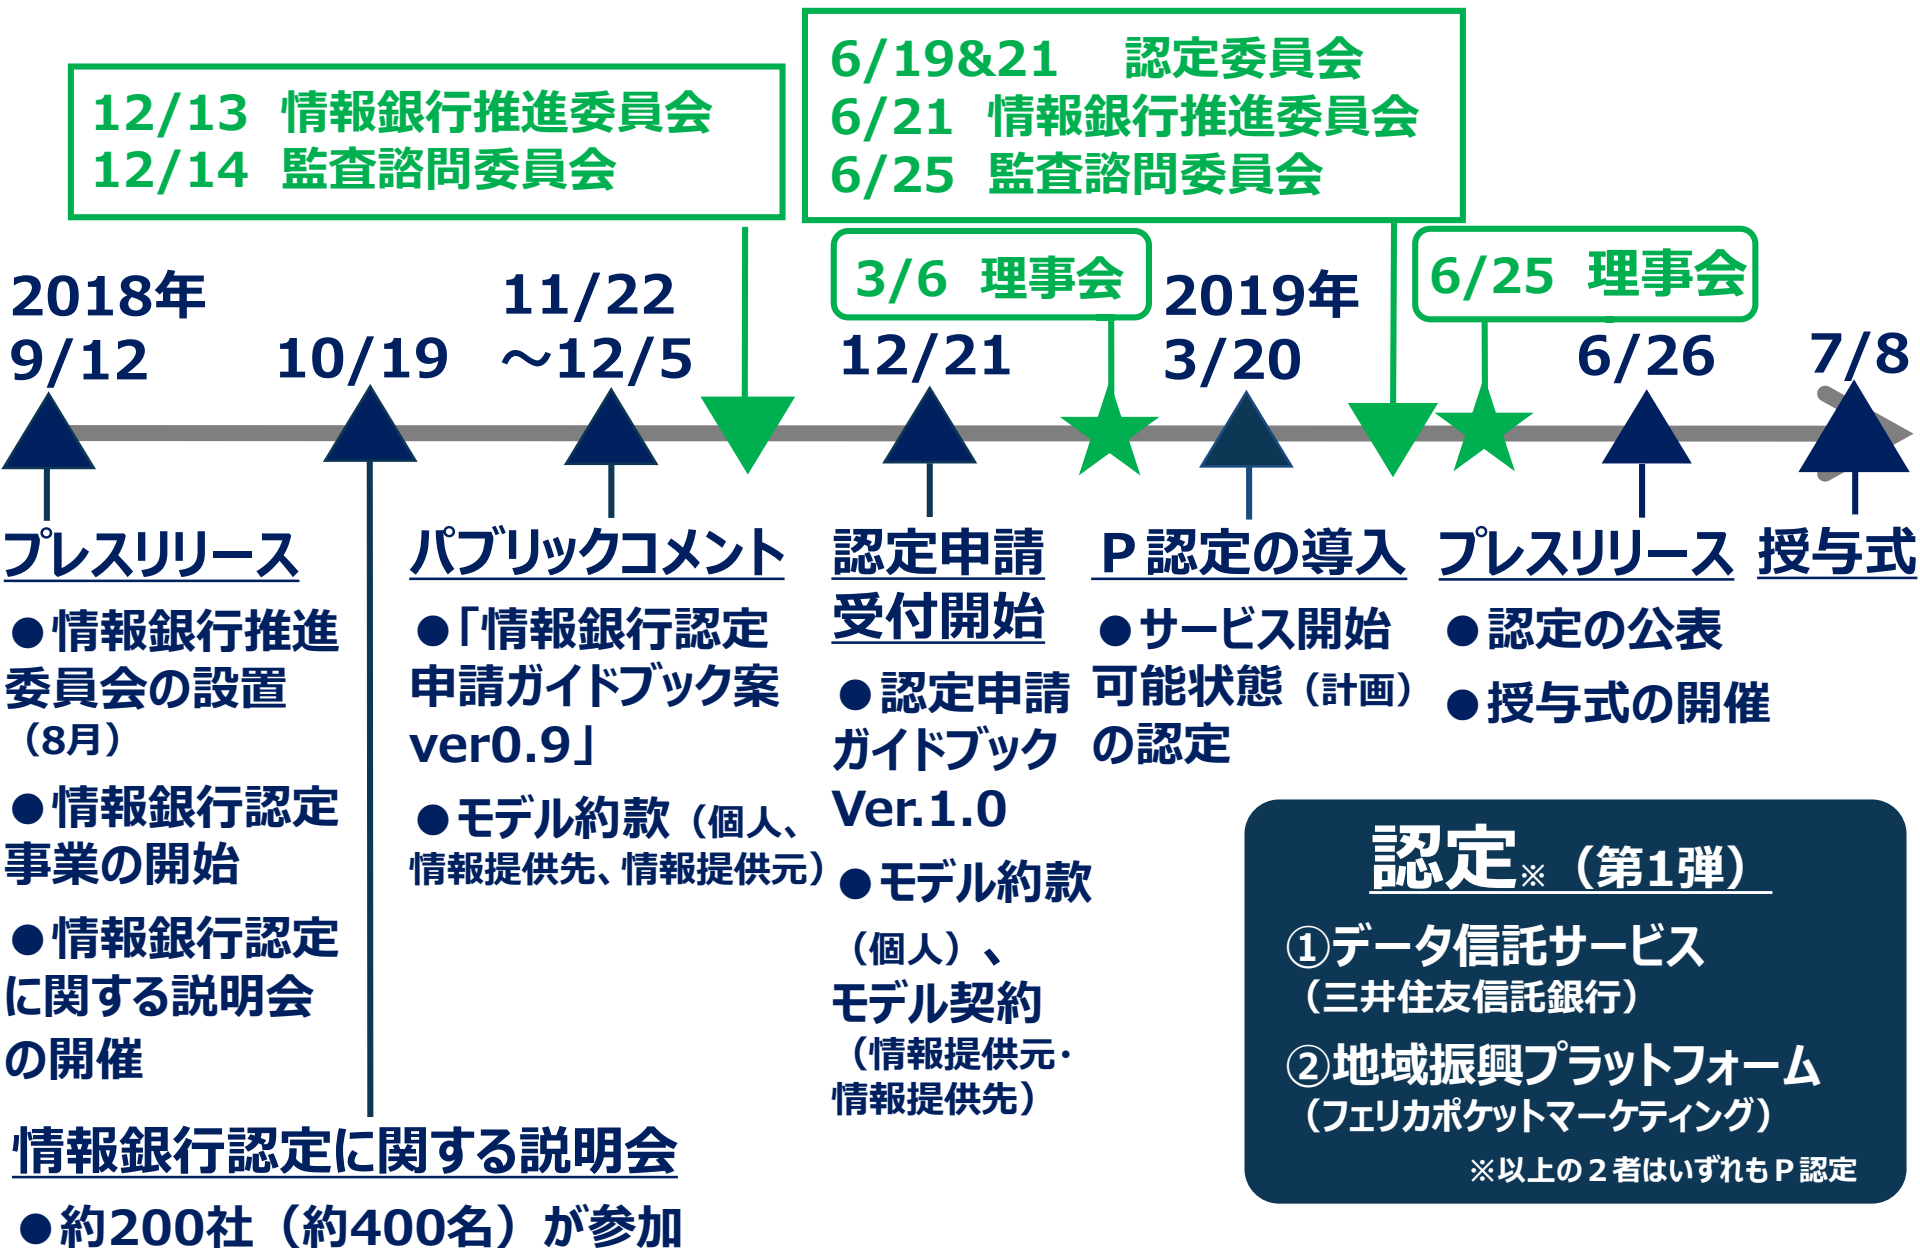 12/13 情報銀行推進委員会
12/14 監査諮問委員会
6/19&21 認定委員会
6/21 情報銀行推進委員会
6/25 監査諮問委員会
3/6 理事会
6/25 理事会
2018年
9/12
10/19
11/22
～12/5
12/21
2019年
3/20
6/26
7/8
プレスリリース
●情報銀行推進
委員会の設置
（8月）
●情報銀行認定
事業の開始
●情報銀行認定
に関する説明会
の開催
情報銀行認定に関する説明会
●約200社（約400名）が参加
パブリックコメント
●「情報銀行認定
申請ガイドブック案
ver0.9」
●モデル約款（個人、
情報提供先、情報提供元）
認定申請
受付開始
●認定申請
ガイドブック
Ver.1.0
●モデル約款
（個人）、
モデル契約
（情報提供元・
情報提供先）
Ｐ認定の導入
●サービス開始
可能状態（計画）
の認定
プレスリリース
●認定の公表
●授与式の開催
授与式
認定※（第1弾）
①データ信託サービス
（三井住友信託銀行）
②地域振興プラットフォーム
（フェリカポケットマーケティング）
※以上の２者はいずれもＰ認定